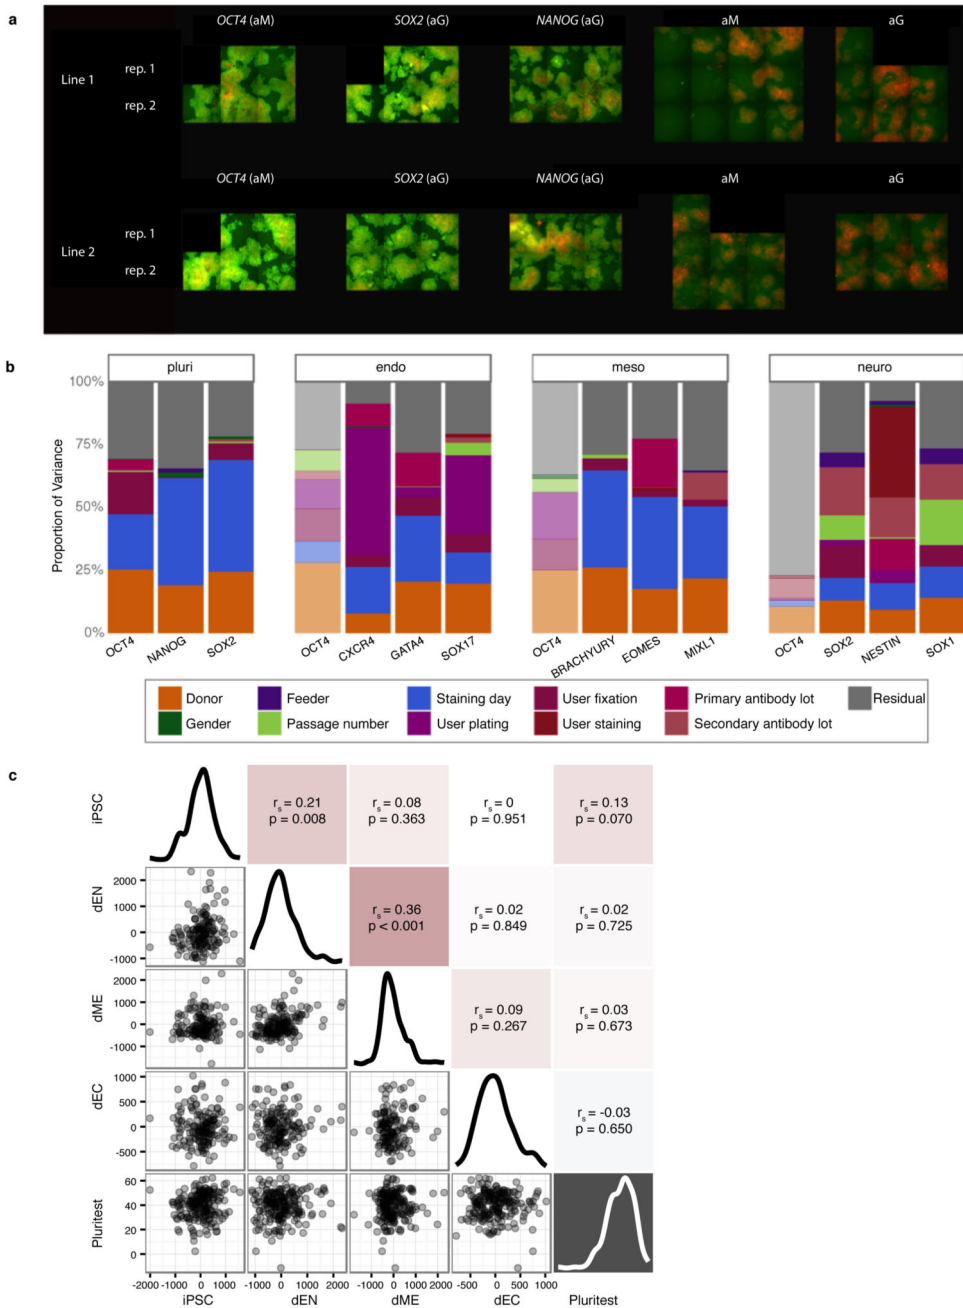 a
OCT4 (aM) SOX2 (aG) NANOG (aG) aM aG
Line 1
rep. 1
rep. 2
OCT4 (aM) SOX2 (aG) NANOG (aG) aM aG
Line 2
rep. 1
rep. 2
b
pluri endo meso neuro
Proportion of Variance
100%
75%
50%
25%
0%
OCT4 NANOG SOX2 OCT4 CXCR4 GATA4 SOX17 OCT4 BRACHYURY EOMES MIXL1 OCT4 SOX2 NESTIN SOX1
Donor Feeder Staining day User fixation Primary antibody lot Residual
Gender Passage number User plating User staining Secondary antibody lot
c
iPSC
rs = 0.21 rs = 0.08 rs = 0 rs = 0.13
p = 0.008 p = 0.363 p = 0.951 p = 0.070
dEN
2000
1000
0
-1000
rs = 0.36 rs = 0.02 rs = 0.02
p < 0.001 p = 0.849 p = 0.725
dME
2000
1000
0
-1000
rs = 0.09 rs = 0.03
p = 0.267 p = 0.673
dEC
1000
500
0
-500
rs = -0.03
p = 0.650
Pluritest
60
40
20
0
-2000 -1000 0 1000 -1000 0 1000 2000 -1000 0 1000 2000 -500 0 500 1000
iPSC dEN dME dEC Pluritest